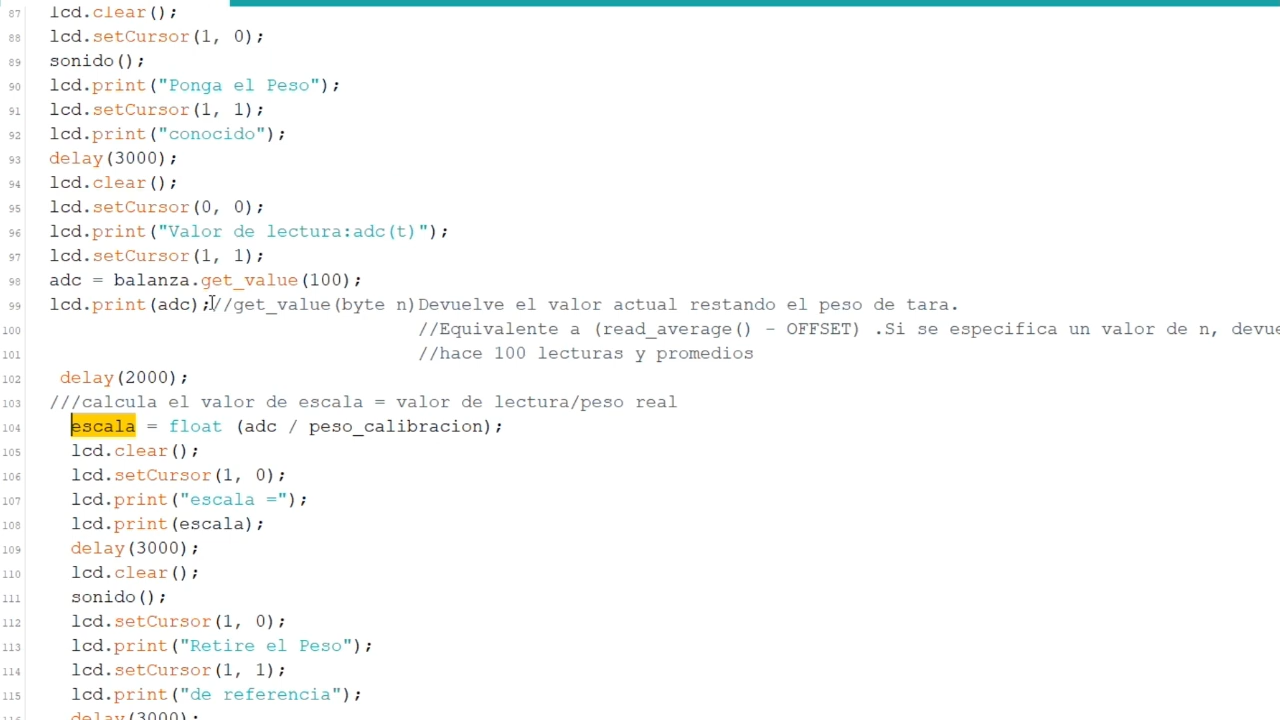 87 lcd.clear();
88 lcd.setCursor(1, 0);
89 sonido();
90 lcd.print("Ponga el Peso");
91 lcd.setCursor(1, 1);
92 lcd.print("conocido");
93 delay(3000);
94 lcd.clear();
95 lcd.setCursor(0, 0);
96 lcd.print("Valor de lectura:adc(t)");
97 lcd.setCursor(1, 1);
98 adc = balanza.get_value(100);
99 lcd.print(adc);//get_value(byte n)Devuelve el valor actual restando el peso de tara.
100 //Equivalente a (read_average() - OFFSET) .Si se especifica un valor de n, devue
101 //hace 100 lecturas y promedios
102 delay(2000);
103 ///calcula el valor de escala = valor de lectura/peso real
104 escala = float (adc / peso_calibracion);
105 lcd.clear();
106 lcd.setCursor(1, 0);
107 lcd.print("escala =");
108 lcd.print(escala);
109 delay(3000);
110 lcd.clear();
111 sonido();
112 lcd.setCursor(1, 0);
113 lcd.print("Retire el Peso");
114 lcd.setCursor(1, 1);
115 lcd.print("de referencia");
116 delay(3000);